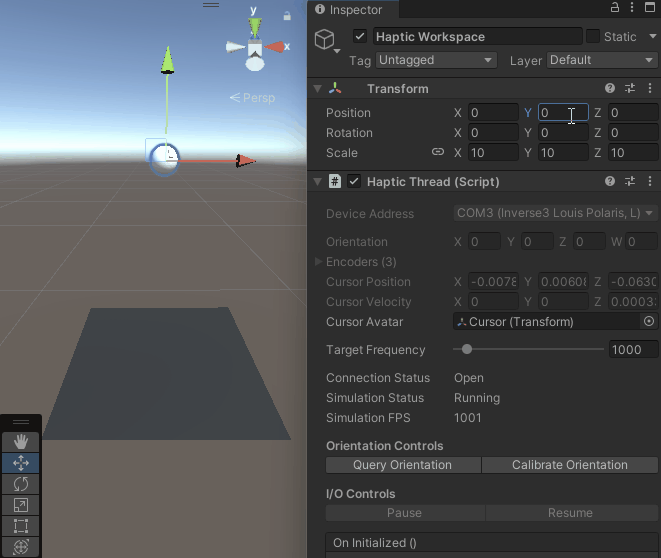 y
x
Persp
Inspector
Haptic Workspace
Static
Tag Untagged Layer Default
Transform
Position X 0 Y 0 Z 0
Rotation X 0 Y 0 Z 0
Scale X 10 Y 10 Z 10
# Haptic Thread (Script)
Device Address COM3 (Inverse3 Louis Polaris, L)
Orientation X 0 Y 0 Z 0 W 0
Encoders (3)
Cursor Position X -0.0078 Y 0.00608 Z -0.0630
Cursor Velocity X 0 Y 0 Z 0.0003
Cursor Avatar Cursor (Transform)
Target Frequency 1000
Connection Status Open
Simulation Status Running
Simulation FPS 1001
Orientation Controls
Query Orientation Calibrate Orientation
I/O Controls
Pause Resume
On Initialized ()